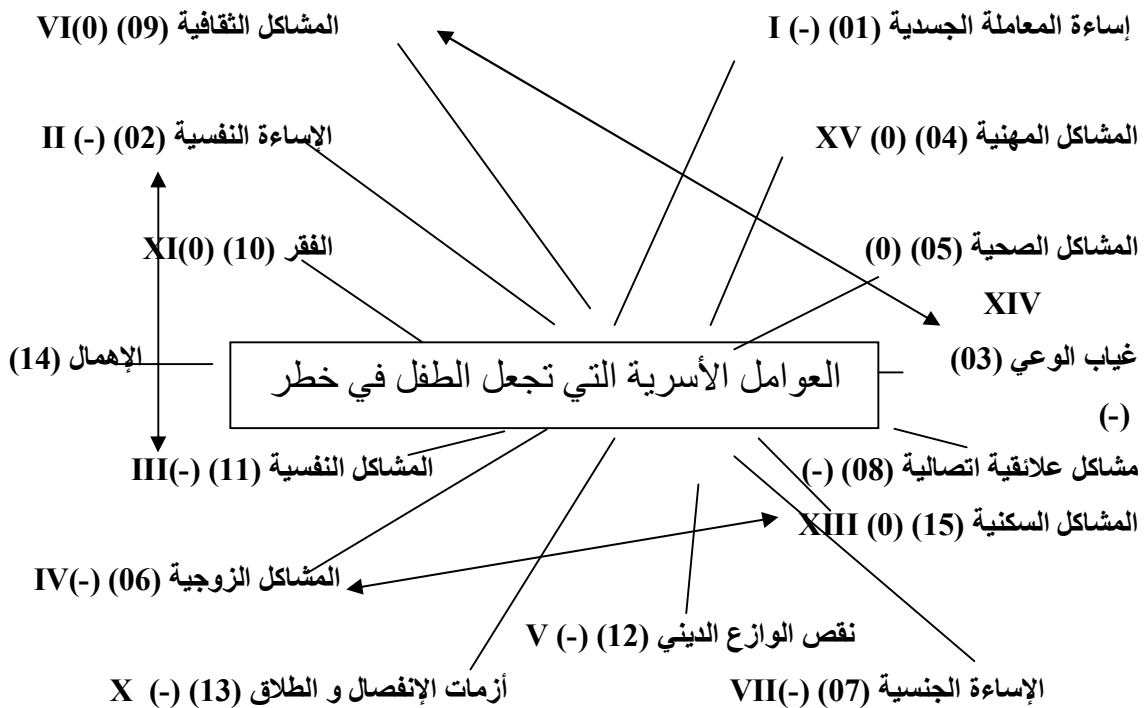 إساءة المعاملة الجسدية (01) (-) I
المشاكل الثقافية (09) (0)VI
المشاكل المهنية (04) (0) XV
الإساءة النفسية (02) (-) II
المشاكل الصحية (05) (0)
XIV
الفقر (10) (0)XI
غياب الوعي (03)
(-)
العوامل الأسرية التي تجعل الطفل في خطر
الإهمال (14)
مشاكل علائقية اتصالية (08) (-)
المشاكل النفسية (11) (-)III
المشاكل السكنية (15) (0) XIII
المشاكل الزوجية (06) (-)IV
نقص الوازع الديني (12) (-) V
الإساءة الجنسية (07) (-)VII
أزمات الإنفصال و الطلاق (13) (-) X